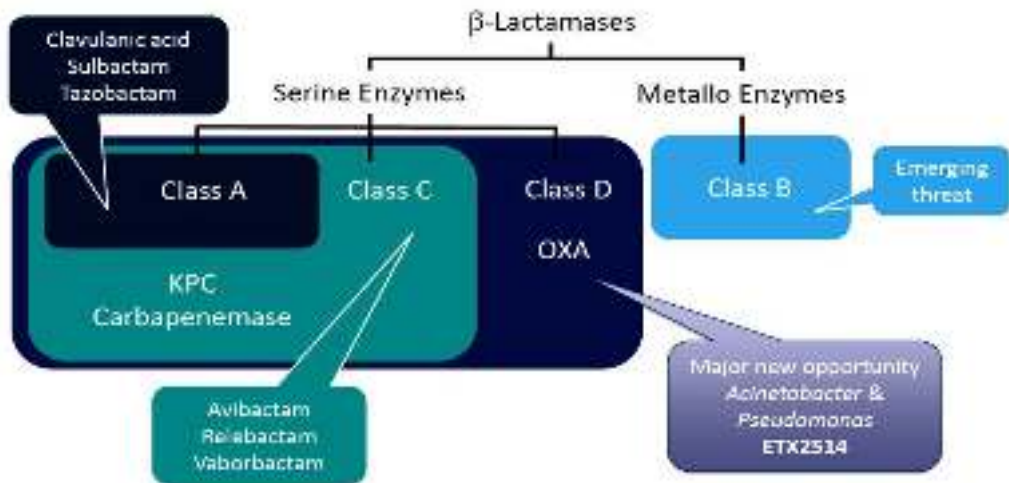 β-Lactamases
Clavulanic acid
Sulbactam
Tazobactam
Serine Enzymes
Metallo Enzymes
Class A
Class C
Class D
Class B
Emerging
threat
OXA
KPC
Carbapenemase
Avibactam
Relebactam
Vaborbactam
Major new opportunity
Acinetobacter &
Pseudomonas
ETX2514